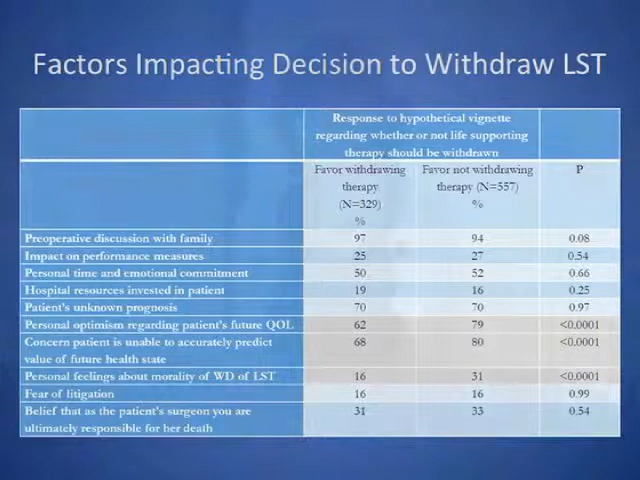 Factors Impacting Decision to Withdraw LST
Response to hypothetical vignette
regarding whether or not life supporting
therapy should be withdrawn
Favor withdrawing Favor not withdrawing P
therapy therapy (N=557)
(N=329) %
%
Preoperative discussion with family 97 94 0.08
Impact on performance measures 25 27 0.54
Personal time and emotional commitment 50 52 0.66
Hospital resources invested in patient 19 16 0.25
Patient's unknown prognosis 70 70 0.97
Personal optimism regarding patient's future QOL 62 79 <0.0001
Concern patient is unable to accurately predict 68 80 <0.0001
value of future health state
Personal feelings about morality of WD of LST 16 31 <0.0001
Fear of litigation 16 16 0.99
Belief that as the patient's surgeon you are 31 33 0.54
ultimately responsible for her death